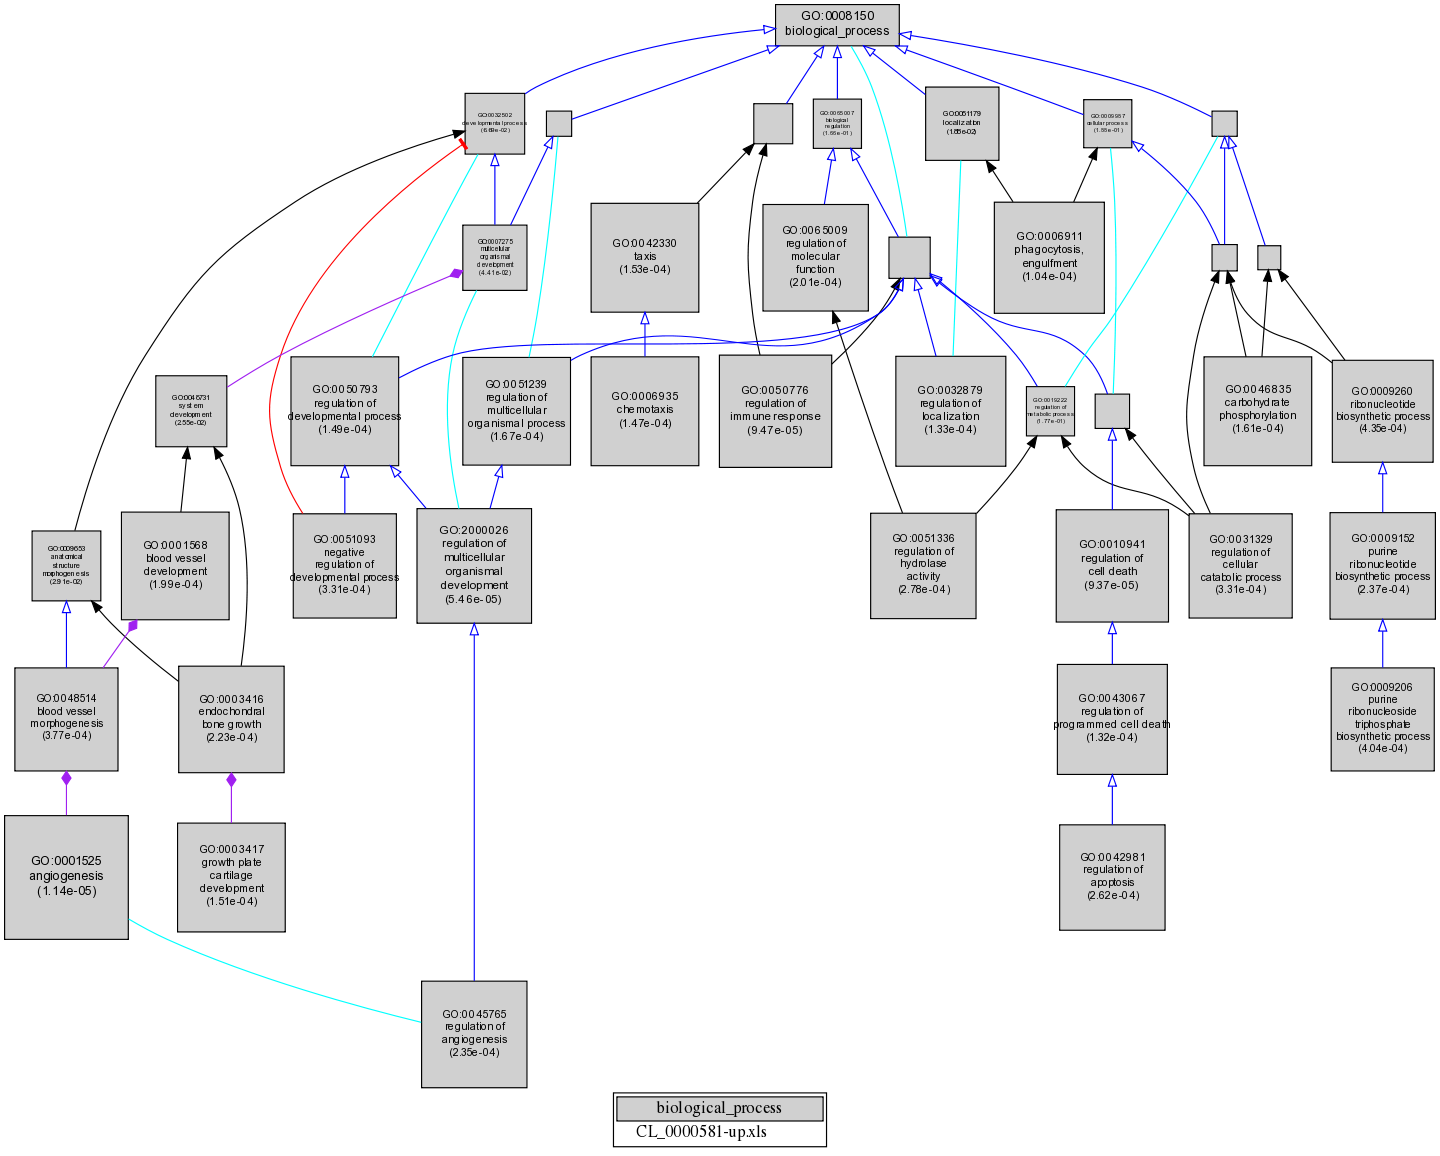 GO:0008150
biological_process
GO:0032502
developmental process
(6.69e-02)
GO:0065007
biological
regulation
(1.66e-01)
GO:0051179
localization
(1.88e-02)
GO:0009987
cellular process
(1.88e-01)
GO:0007275
multicellular
organismal
development
(4.41e-02)
GO:0042330
taxis
(1.53e-04)
GO:0065009
regulation of
molecular
function
(2.01e-04)
GO:0006911
phagocytosis,
engulfment
(1.04e-04)
GO:0048731
system
development
(2.55e-02)
GO:0050793
regulation of
developmental process
(1.49e-04)
GO:0051239
regulation of
multicellular
organismal process
(1.67e-04)
GO:0006935
chemotaxis
(1.47e-04)
GO:0050776
regulation of
immune response
(9.47e-05)
GO:0032879
regulation of
localization
(1.33e-04)
GO:0019222
regulation of
metabolic process
(1.77e-01)
GO:0046835
carbohydrate
phosphorylation
(1.61e-04)
GO:0009260
ribonucleotide
biosynthetic process
(4.35e-04)
GO:0009653
anatomical
structure
morphogenesis
(2.91e-02)
GO:0001568
blood vessel
development
(1.99e-04)
GO:0051093
negative
regulation of
developmental process
(3.31e-04)
GO:2000026
regulation of
multicellular
organismal
development
(5.46e-05)
GO:0051336
regulation of
hydrolase
activity
(2.78e-04)
GO:0010941
regulation of
cell death
(9.37e-05)
GO:0031329
regulation of
cellular
catabolic process
(3.31e-04)
GO:0009152
purine
ribonucleotide
biosynthetic process
(2.37e-04)
GO:0048514
blood vessel
morphogenesis
(3.77e-04)
GO:0003416
endochondral
bone growth
(2.23e-04)
GO:0043067
regulation of
programmed cell death
(1.32e-04)
GO:0009206
purine
ribonucleoside
triphosphate
biosynthetic process
(4.04e-04)
GO:0001525
angiogenesis
(1.14e-05)
GO:0003417
growth plate
cartilage
development
(1.51e-04)
GO:0042981
regulation of
apoptosis
(2.62e-04)
GO:0045765
regulation of
angiogenesis
(2.35e-04)
biological_process
CL_0000581-up.xls